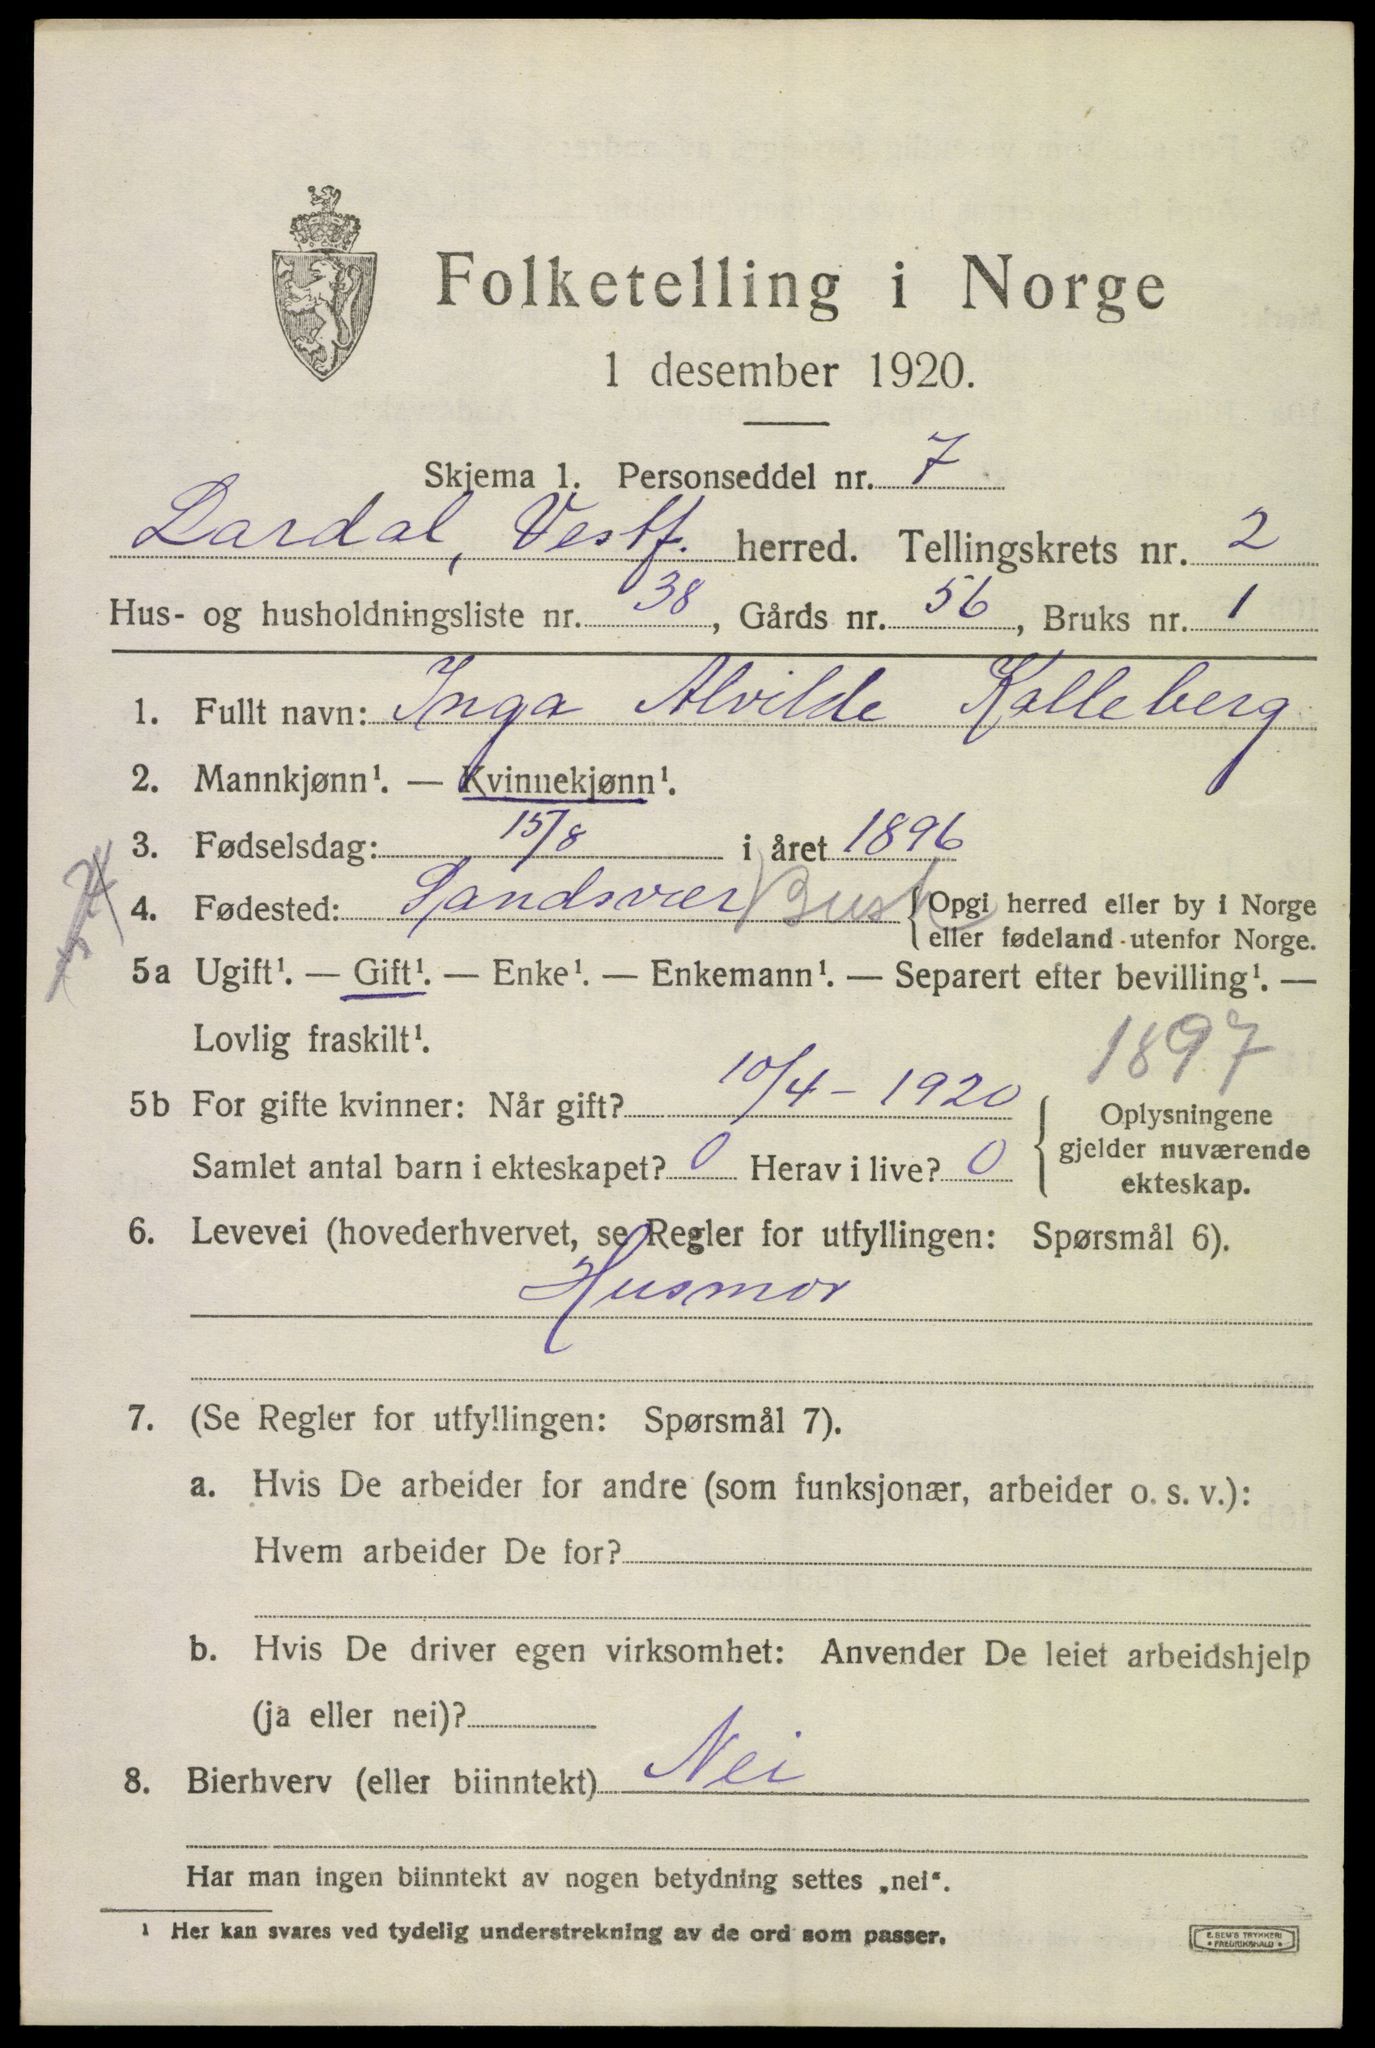 Folketelling i Norge
1 desember 1920.
Skjema 1. Personseddel nr. 7
Lardal, Vestf. herred. Tellingskrets nr. 2
Hus- og husholdningsliste nr. 38, Gårds nr. 56, Bruks nr. 1
1. Fullt navn: Inga Alvilde Kalleberg
2. Mannkjønn¹. — Kvinnekjønn¹.
3. Fødselsdag: 15/8 i året 1896
4. Fødested: Sandsvær Busk { Opgi herred eller by i Norge
eller fødeland utenfor Norge.
5a Ugift¹. — Gift¹. — Enke¹. — Enkemann¹. — Separert efter bevilling¹. —
Lovlig fraskilt¹.
1897
5b For gifte kvinner: Når gift? 10/4 - 1920
Samlet antal barn i ekteskapet? 0 Herav i live? 0
{ Oplysningene
gjelder nuværende
ekteskap.
6. Levevei (hovederhvervet, se Regler for utfyllingen: Spørsmål 6).
Husmor
7. (Se Regler for utfyllingen: Spørsmål 7).
a. Hvis De arbeider for andre (som funksjonær, arbeider o. s. v.):
Hvem arbeider De for?
b. Hvis De driver egen virksomhet: Anvender De leiet arbeidshjelp
(ja eller nei)?
8. Bierhverv (eller biinntekt) Nei
Har man ingen biinntekt av nogen betydning settes „nei“.
¹ Her kan svares ved tydelig understrekning av de ord som passer.
E. SEM'S TRYKKERI
• FREDRIKSHALD •